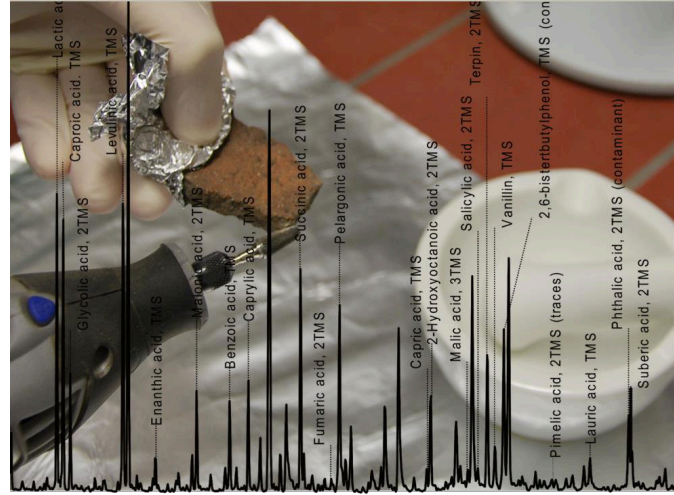 Lactic ac
Caproic acid. TMS
Glycolic acid, 2TMS
Levulinic acid, TMS
Enanthic acid, TMS
Malonic acid, 2TMS
Benzoic acid, TMS
Caprylic acid, TMS
Succinic acid, 2TMS
Fumaric acid, 2TMS
Pelargonic acid, TMS
Capric acid, TMS
2-Hydroxyoctanoic acid, 2TMS
Malic acid, 3TMS
Salicylic acid, 2TMS
Terpin, 2TMS
Vanillin, TMS
2,6-bistertbutylphenol, TMS (con
Pimelic acid, 2TMS (traces)
Lauric acid, TMS
Phthalic acid, 2TMS (contaminant)
Suberic acid, 2TMS